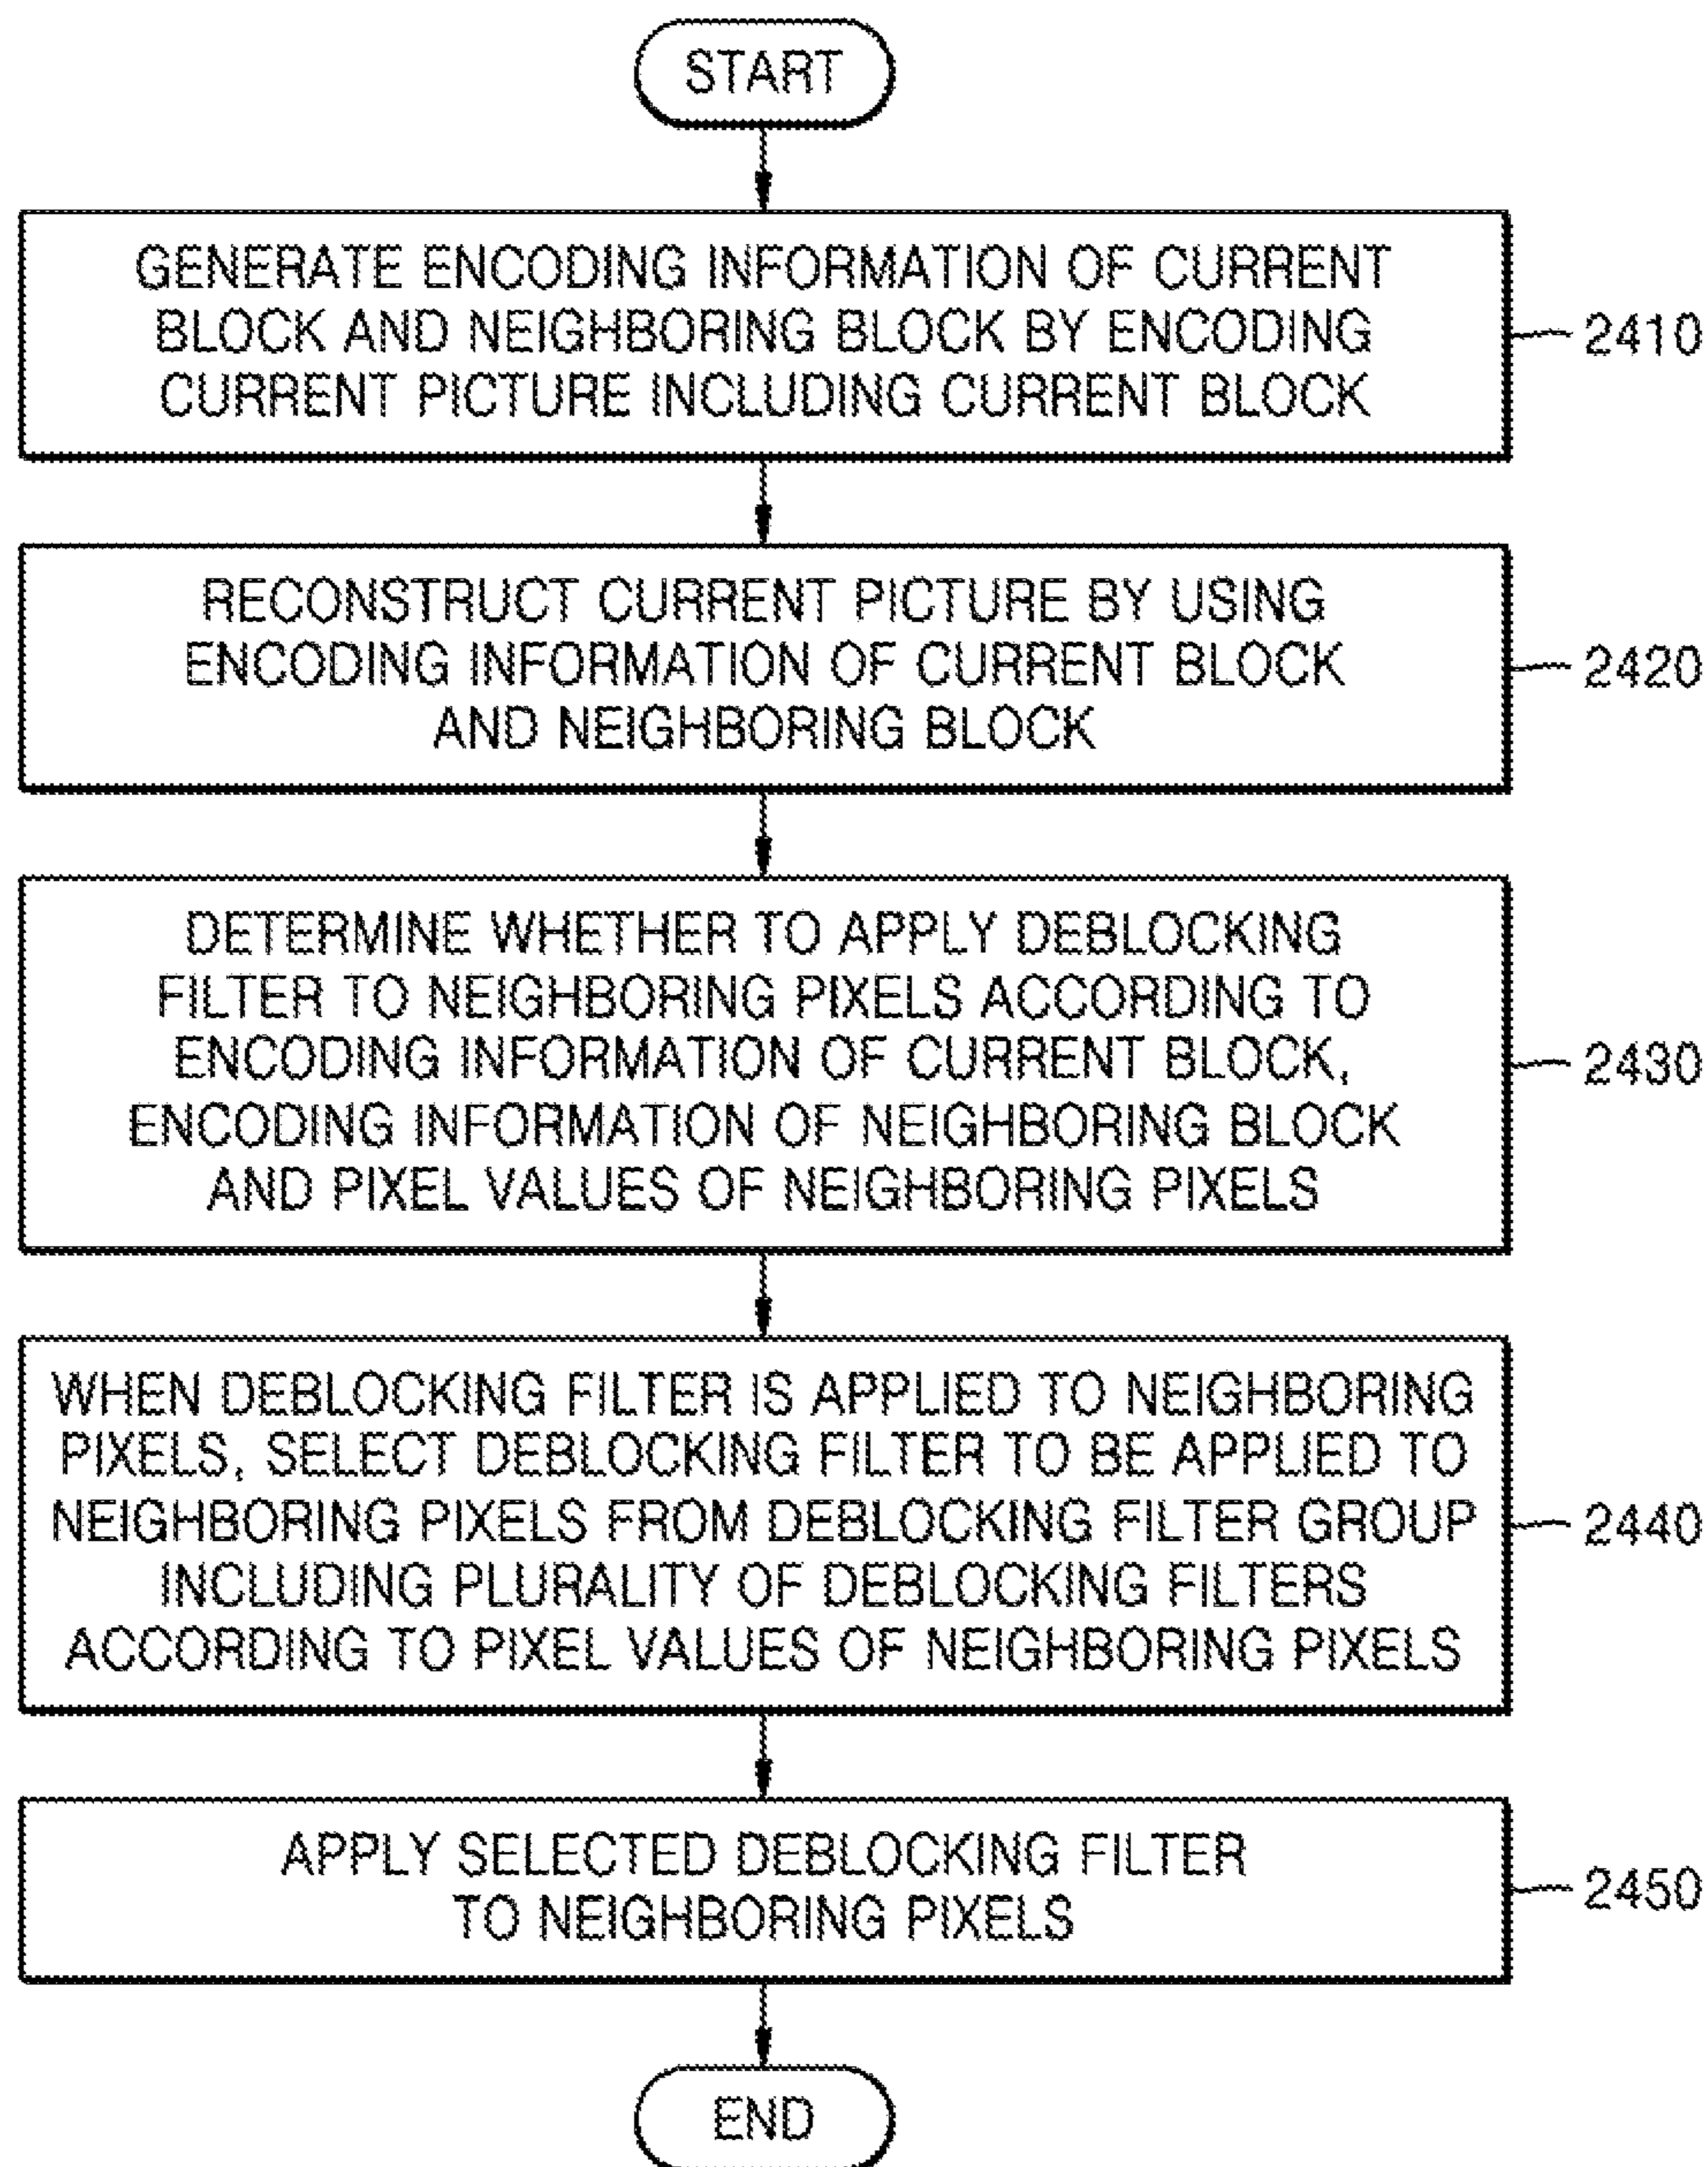 START
GENERATE ENCODING INFORMATION OF CURRENT
BLOCK AND NEIGHBORING BLOCK BY ENCODING
CURRENT PICTURE INCLUDING CURRENT BLOCK
2410
RECONSTRUCT CURRENT PICTURE BY USING
ENCODING INFORMATION OF CURRENT BLOCK
AND NEIGHBORING BLOCK
2420
DETERMINE WHETHER TO APPLY DEBLOCKING
FILTER TO NEIGHBORING PIXELS ACCORDING TO
ENCODING INFORMATION OF CURRENT BLOCK,
ENCODING INFORMATION OF NEIGHBORING BLOCK
AND PIXEL VALUES OF NEIGHBORING PIXELS
2430
WHEN DEBLOCKING FILTER IS APPLIED TO NEIGHBORING
PIXELS, SELECT DEBLOCKING FILTER TO BE APPLIED TO
NEIGHBORING PIXELS FROM DEBLOCKING FILTER GROUP
INCLUDING PLURALITY OF DEBLOCKING FILTERS
ACCORDING TO PIXEL VALUES OF NEIGHBORING PIXELS
2440
APPLY SELECTED DEBLOCKING FILTER
TO NEIGHBORING PIXELS
2450
END